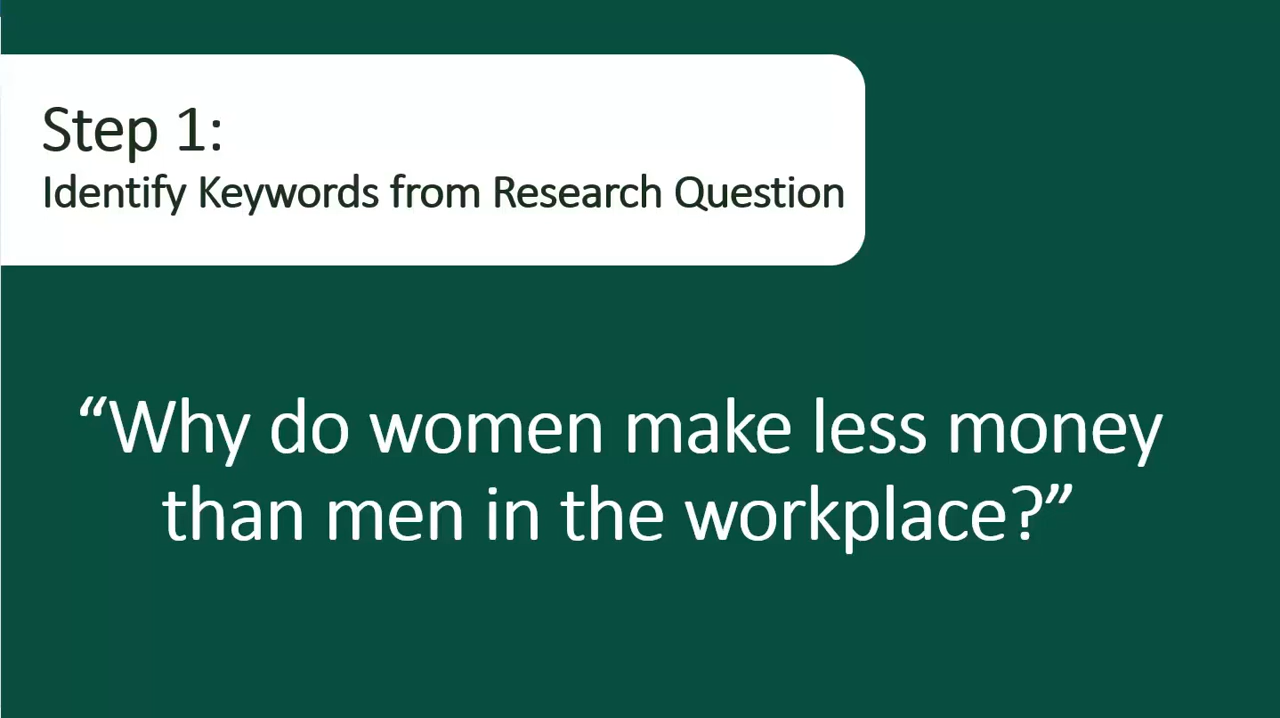 Step 1:
Identify Keywords from Research Question
“Why do women make less money
than men in the workplace?”